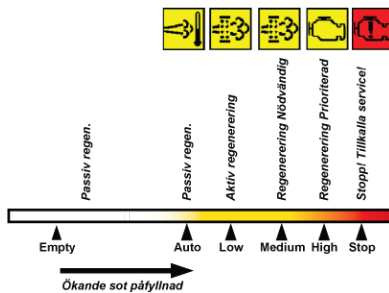 Passiv regen.
Passiv regen.
Aktiv regenerering
Regenerering Nödvändig
Regenerering Prioriterad
Stopp! Tillkalla service!
Empty
Auto
Low
Medium
High
Stop
Ökande sot påfyllnad